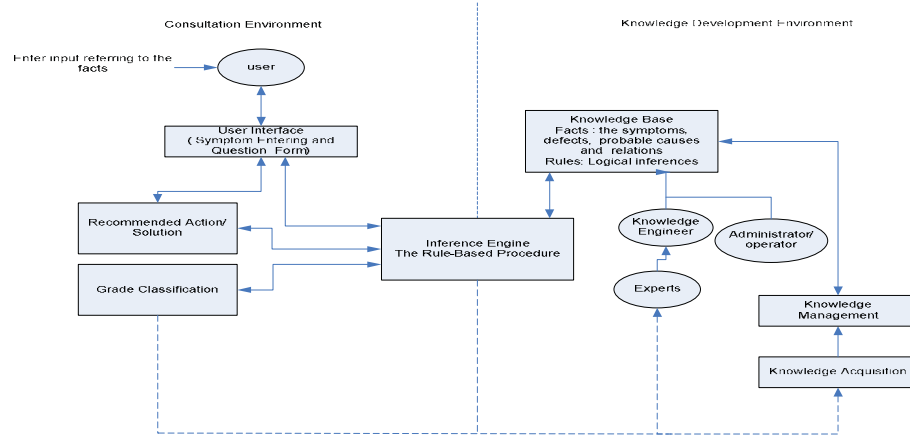 Consultation Environment
Knowledge Development Environment
Enter input referring to the
facts
user
User Interface
( Symptom Entering and
Question Form)
Knowledge Base
Facts : the symptoms,
defects, probable causes
and relations
Rules: Logical inferences
Recommended Action/
Solution
Knowledge
Engineer
Administrator/
operator
Inference Engine
The Rule-Based Procedure
Grade Classification
Experts
Knowledge
Management
Knowledge Acquisition